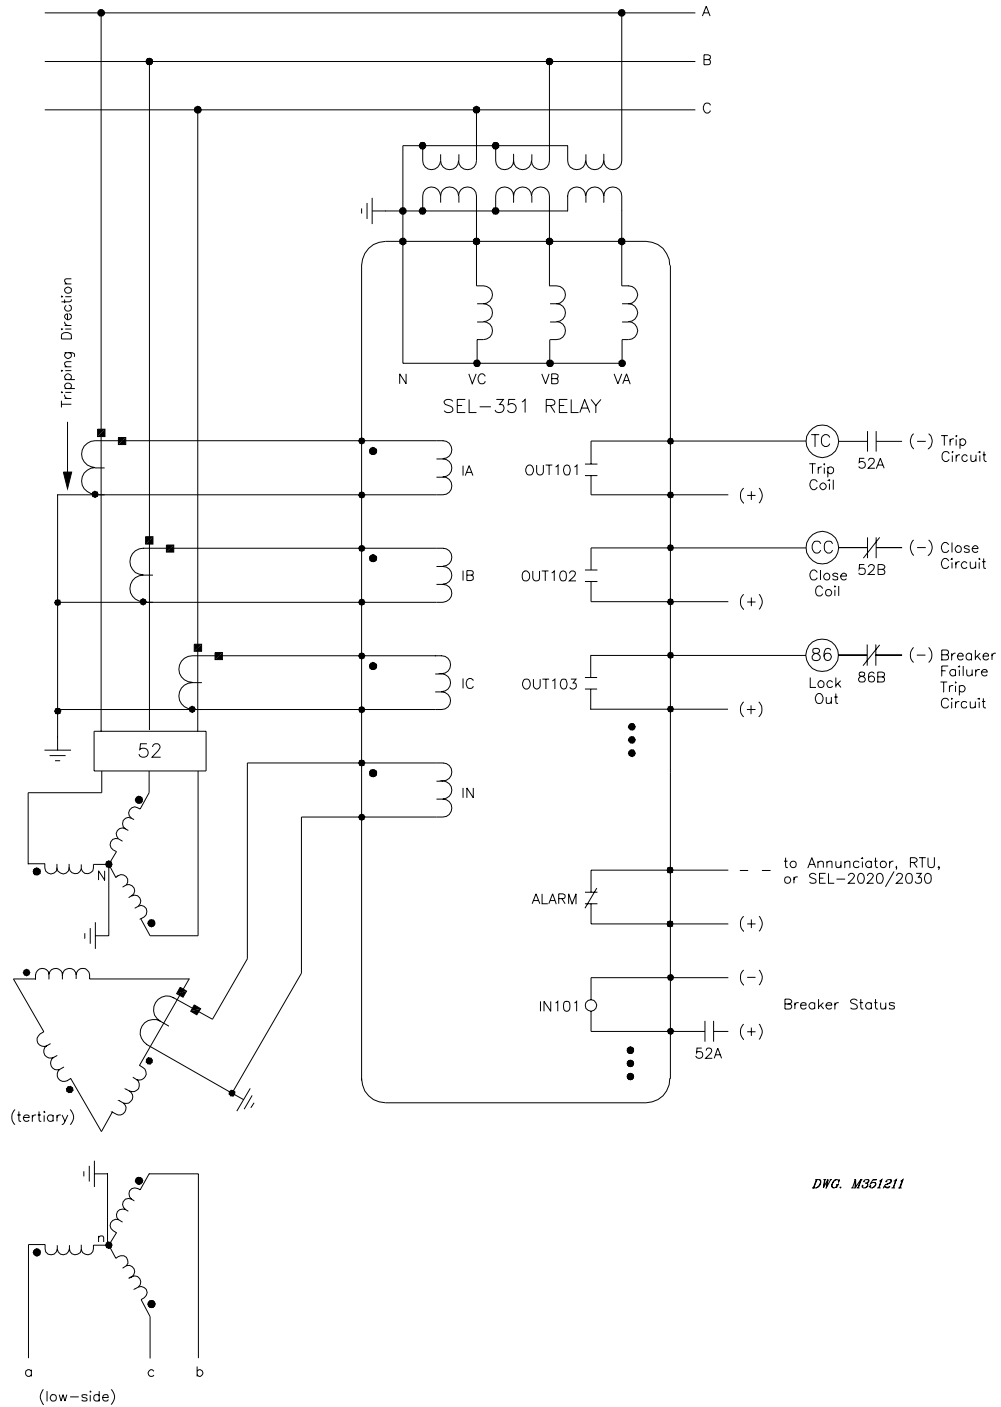 A
B
C
Tripping Direction
N VC VB VA
SEL-351 RELAY
IA
OUT101
TC
Trip
Coil
52A
(-) Trip
Circuit
(+)
IB
OUT102
CC
Close
Coil
52B
(-) Close
Circuit
(+)
IC
OUT103
86
Lock
Out
86B
(-) Breaker
Failure
Trip
Circuit
(+)
52
IN
N
ALARM
to Annunciator, RTU,
or SEL-2020/2030
(+)
IN101
(-)
Breaker Status
52A
(+)
(tertiary)
DWG. M351211
n
a c b
(low-side)